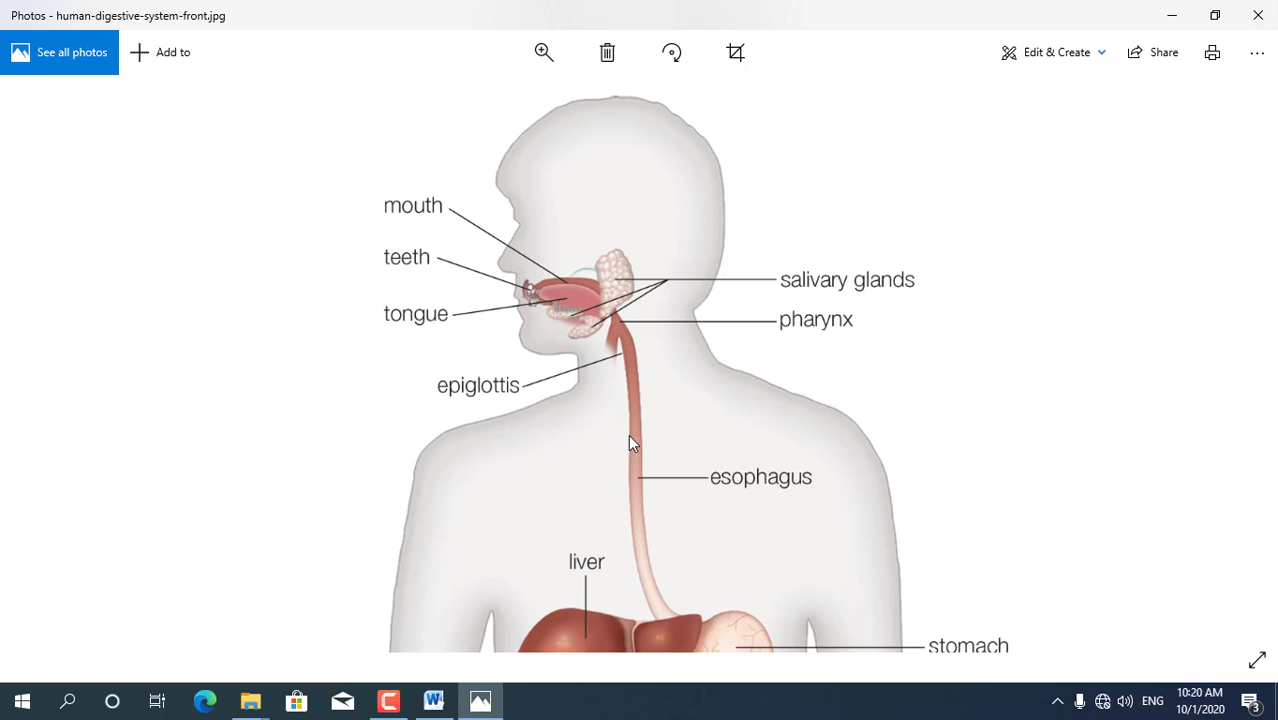 Photos - human-digestive-system-front.jpg
See all photos
Add to
Edit & Create
Share
mouth
teeth
salivary glands
tongue
pharynx
epiglottis
esophagus
liver
stomach
ENG
10:20 AM
10/1/2020
3